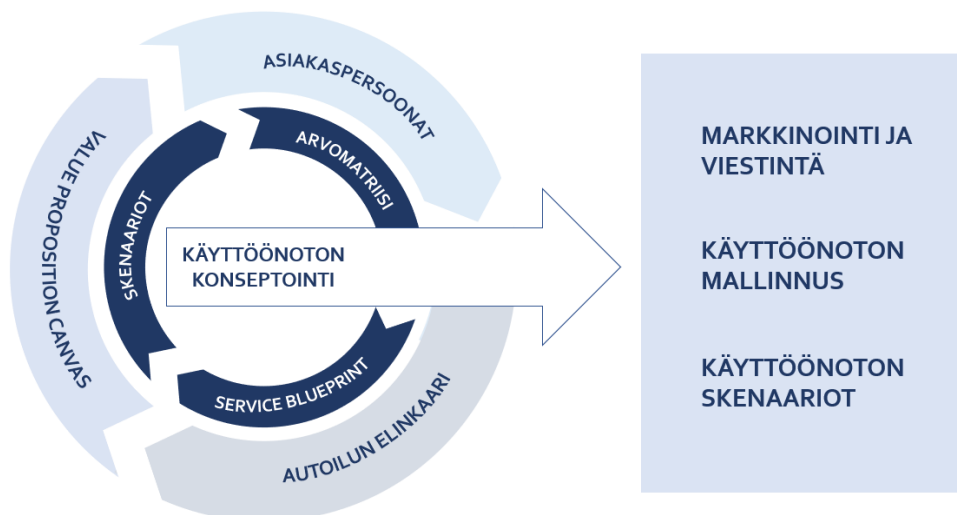 ASIAKASPERSOONAT
VALUE PROPOSITION CANVAS
AUTOILUN ELINKAARI
ARVOMATRIISI
SKENAARIOT
SERVICE BLUEPRINT
KÄYTTÖÖNOTON
KONSEPTOINTI
MARKKINOINTI JA
VIESTINTÄ
KÄYTTÖÖNOTON
MALLINNUS
KÄYTTÖÖNOTON
SKENAARIOT